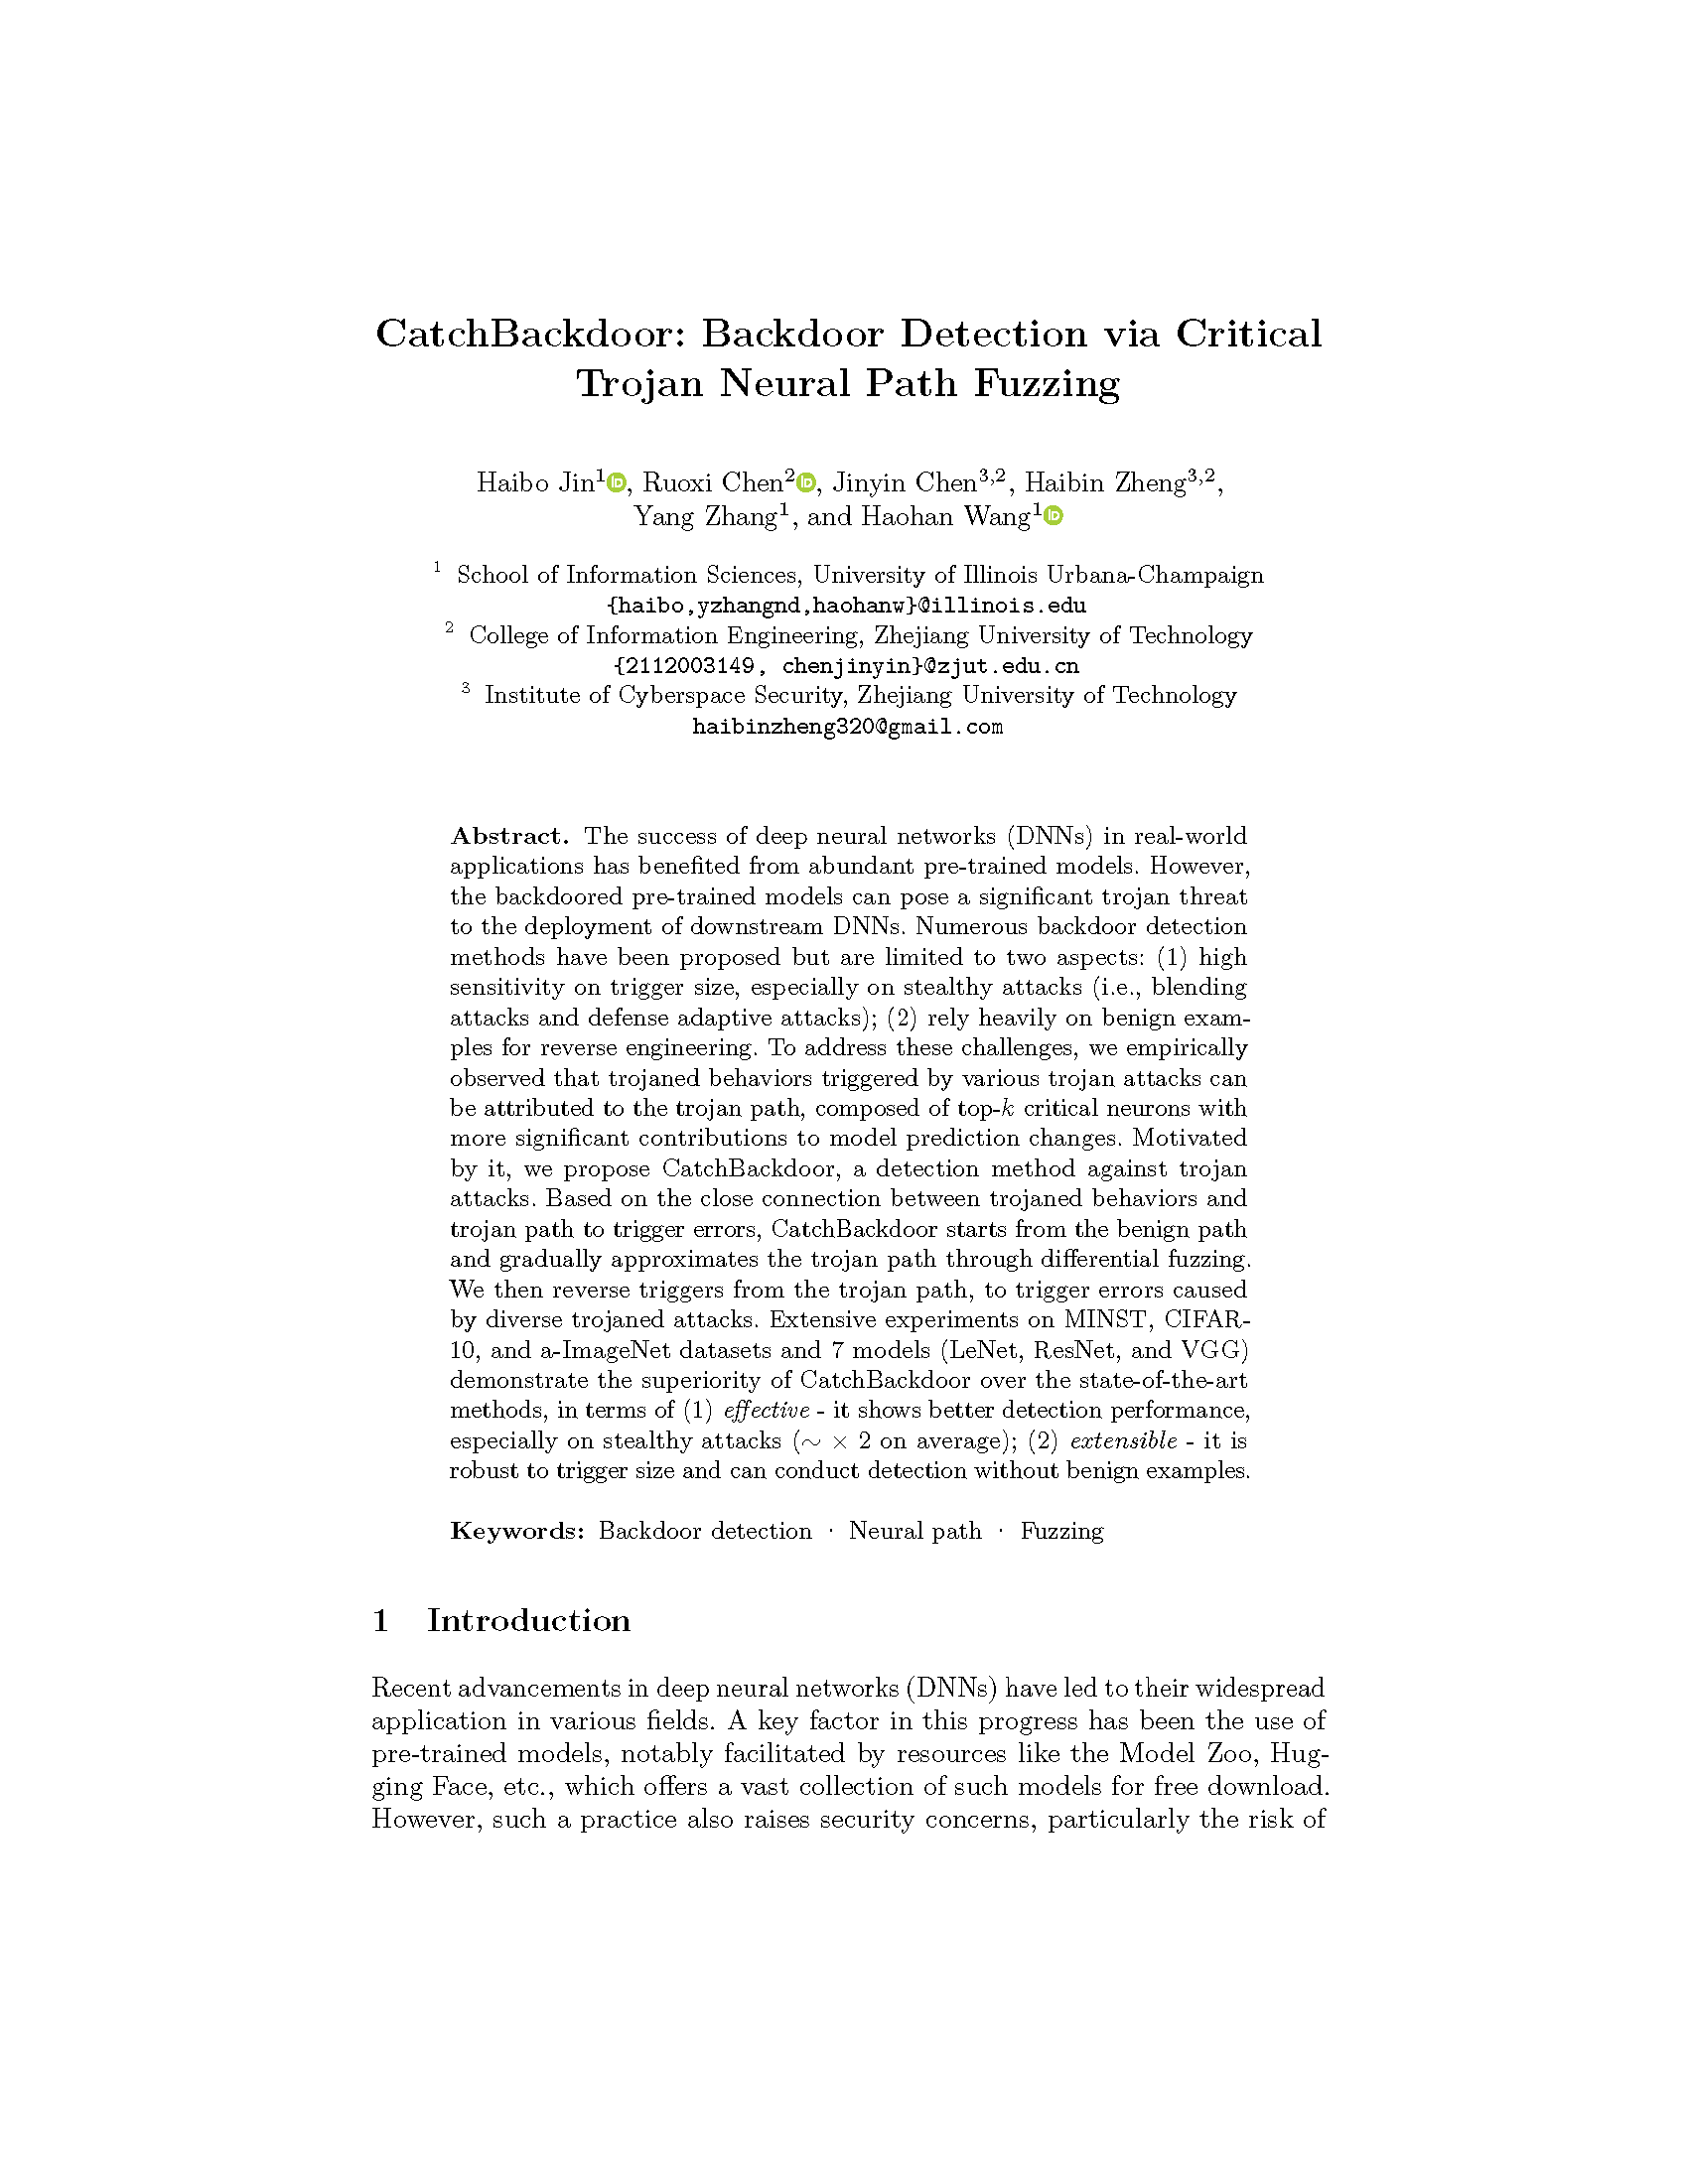 CatchBackdoor: Backdoor Detection via Critical
Trojan Neural Path Fuzzing
Haibo Jin¹, Ruoxi Chen², Jinyin Chen³,², Haibin Zheng³,²,
Yang Zhang¹, and Haohan Wang¹
¹ School of Information Sciences, University of Illinois Urbana-Champaign
{haibo,yzhangnd,haohanw}@illinois.edu
² College of Information Engineering, Zhejiang University of Technology
{2112003149, chenjinyin}@zjut.edu.cn
³ Institute of Cyberspace Security, Zhejiang University of Technology
haibinzheng320@gmail.com
Abstract. The success of deep neural networks (DNNs) in real-world
applications has benefited from abundant pre-trained models. However,
the backdoored pre-trained models can pose a significant trojan threat
to the deployment of downstream DNNs. Numerous backdoor detection
methods have been proposed but are limited to two aspects: (1) high
sensitivity on trigger size, especially on stealthy attacks (i.e., blending
attacks and defense adaptive attacks); (2) rely heavily on benign exam-
ples for reverse engineering. To address these challenges, we empirically
observed that trojaned behaviors triggered by various trojan attacks can
be attributed to the trojan path, composed of top-k critical neurons with
more significant contributions to model prediction changes. Motivated
by it, we propose CatchBackdoor, a detection method against trojan
attacks. Based on the close connection between trojaned behaviors and
trojan path to trigger errors, CatchBackdoor starts from the benign path
and gradually approximates the trojan path through differential fuzzing.
We then reverse triggers from the trojan path, to trigger errors caused
by diverse trojaned attacks. Extensive experiments on MINST, CIFAR-
10, and a-ImageNet datasets and 7 models (LeNet, ResNet, and VGG)
demonstrate the superiority of CatchBackdoor over the state-of-the-art
methods, in terms of (1) effective - it shows better detection performance,
especially on stealthy attacks (∼ × 2 on average); (2) extensible - it is
robust to trigger size and can conduct detection without benign examples.
Keywords: Backdoor detection · Neural path · Fuzzing
1 Introduction
Recent advancements in deep neural networks (DNNs) have led to their widespread
application in various fields. A key factor in this progress has been the use of
pre-trained models, notably facilitated by resources like the Model Zoo, Hug-
ging Face, etc., which offers a vast collection of such models for free download.
However, such a practice also raises security concerns, particularly the risk of